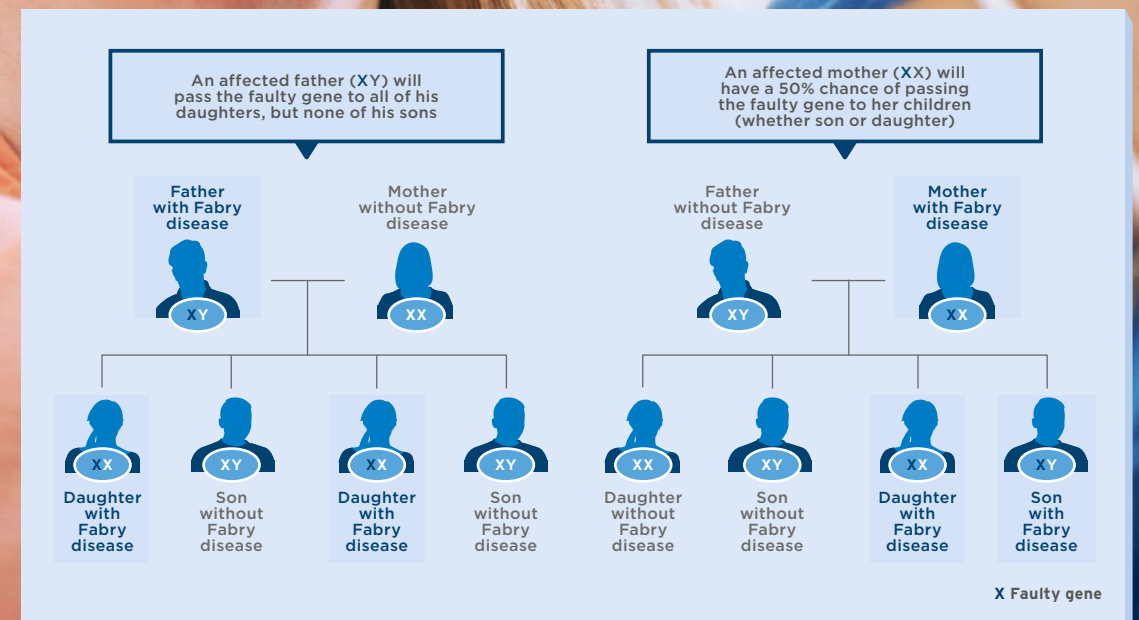 An affected father (XY) will
pass the faulty gene to all of his
daughters, but none of his sons
An affected mother (XX) will
have a 50% chance of passing
the faulty gene to her children
(whether son or daughter)
Father
with Fabry
disease
Mother
without Fabry
disease
Father
without Fabry
disease
Mother
with Fabry
disease
XY
XX
XY
XX
XX
XY
XX
XY
XX
XY
XX
XY
Daughter
with
Fabry
disease
Son
without
Fabry
disease
Daughter
with
Fabry
disease
Son
without
Fabry
disease
Daughter
without
Fabry
disease
Son
without
Fabry
disease
Daughter
with
Fabry
disease
Son
with
Fabry
disease
X Faulty gene